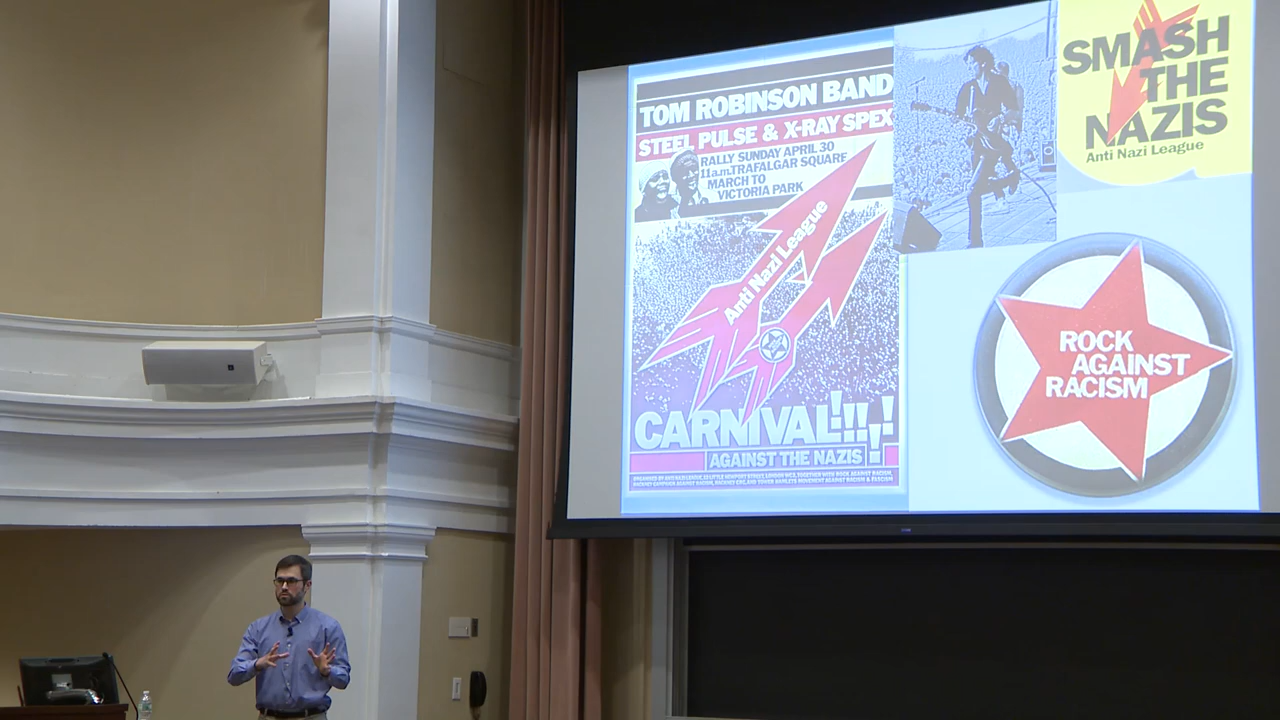 TOM ROBINSON BAND
STEEL PULSE & X-RAY SPEX
RALLY SUNDAY APRIL 30
11a.m.TRAFALGAR SQUARE
MARCH TO
VICTORIA PARK
Anti Nazi League
CARNIVAL!!!!
AGAINST THE NAZIS
SMASH
THE
NAZIS
Anti Nazi League
ROCK
AGAINST
RACISM